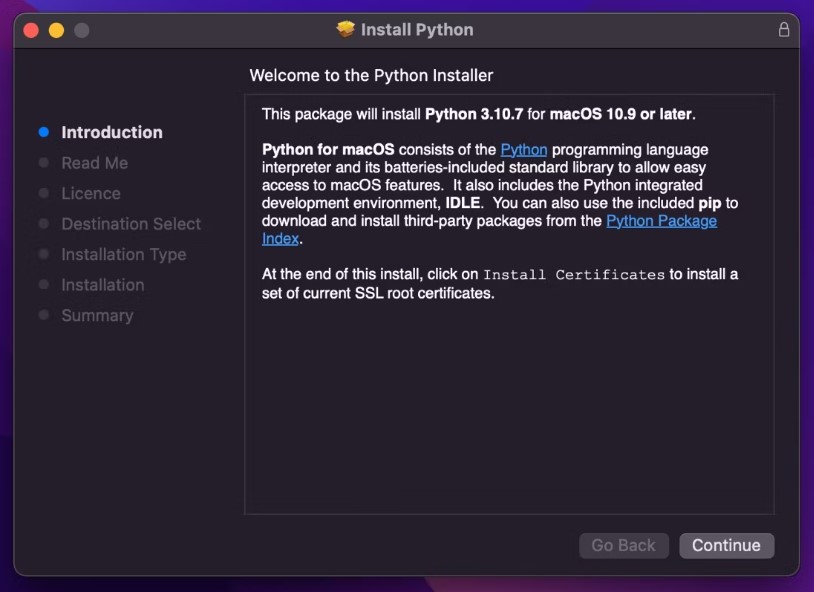 Install Python
Welcome to the Python Installer
Introduction
Read Me
Licence
Destination Select
Installation Type
Installation
Summary
This package will install Python 3.10.7 for macOS 10.9 or later.
Python for macOS consists of the Python programming language
interpreter and its batteries-included standard library to allow easy
access to macOS features.  It also includes the Python integrated
development environment, IDLE.  You can also use the included pip to
download and install third-party packages from the Python Package
Index.
At the end of this install, click on Install Certificates to install a
set of current SSL root certificates.
Go Back
Continue